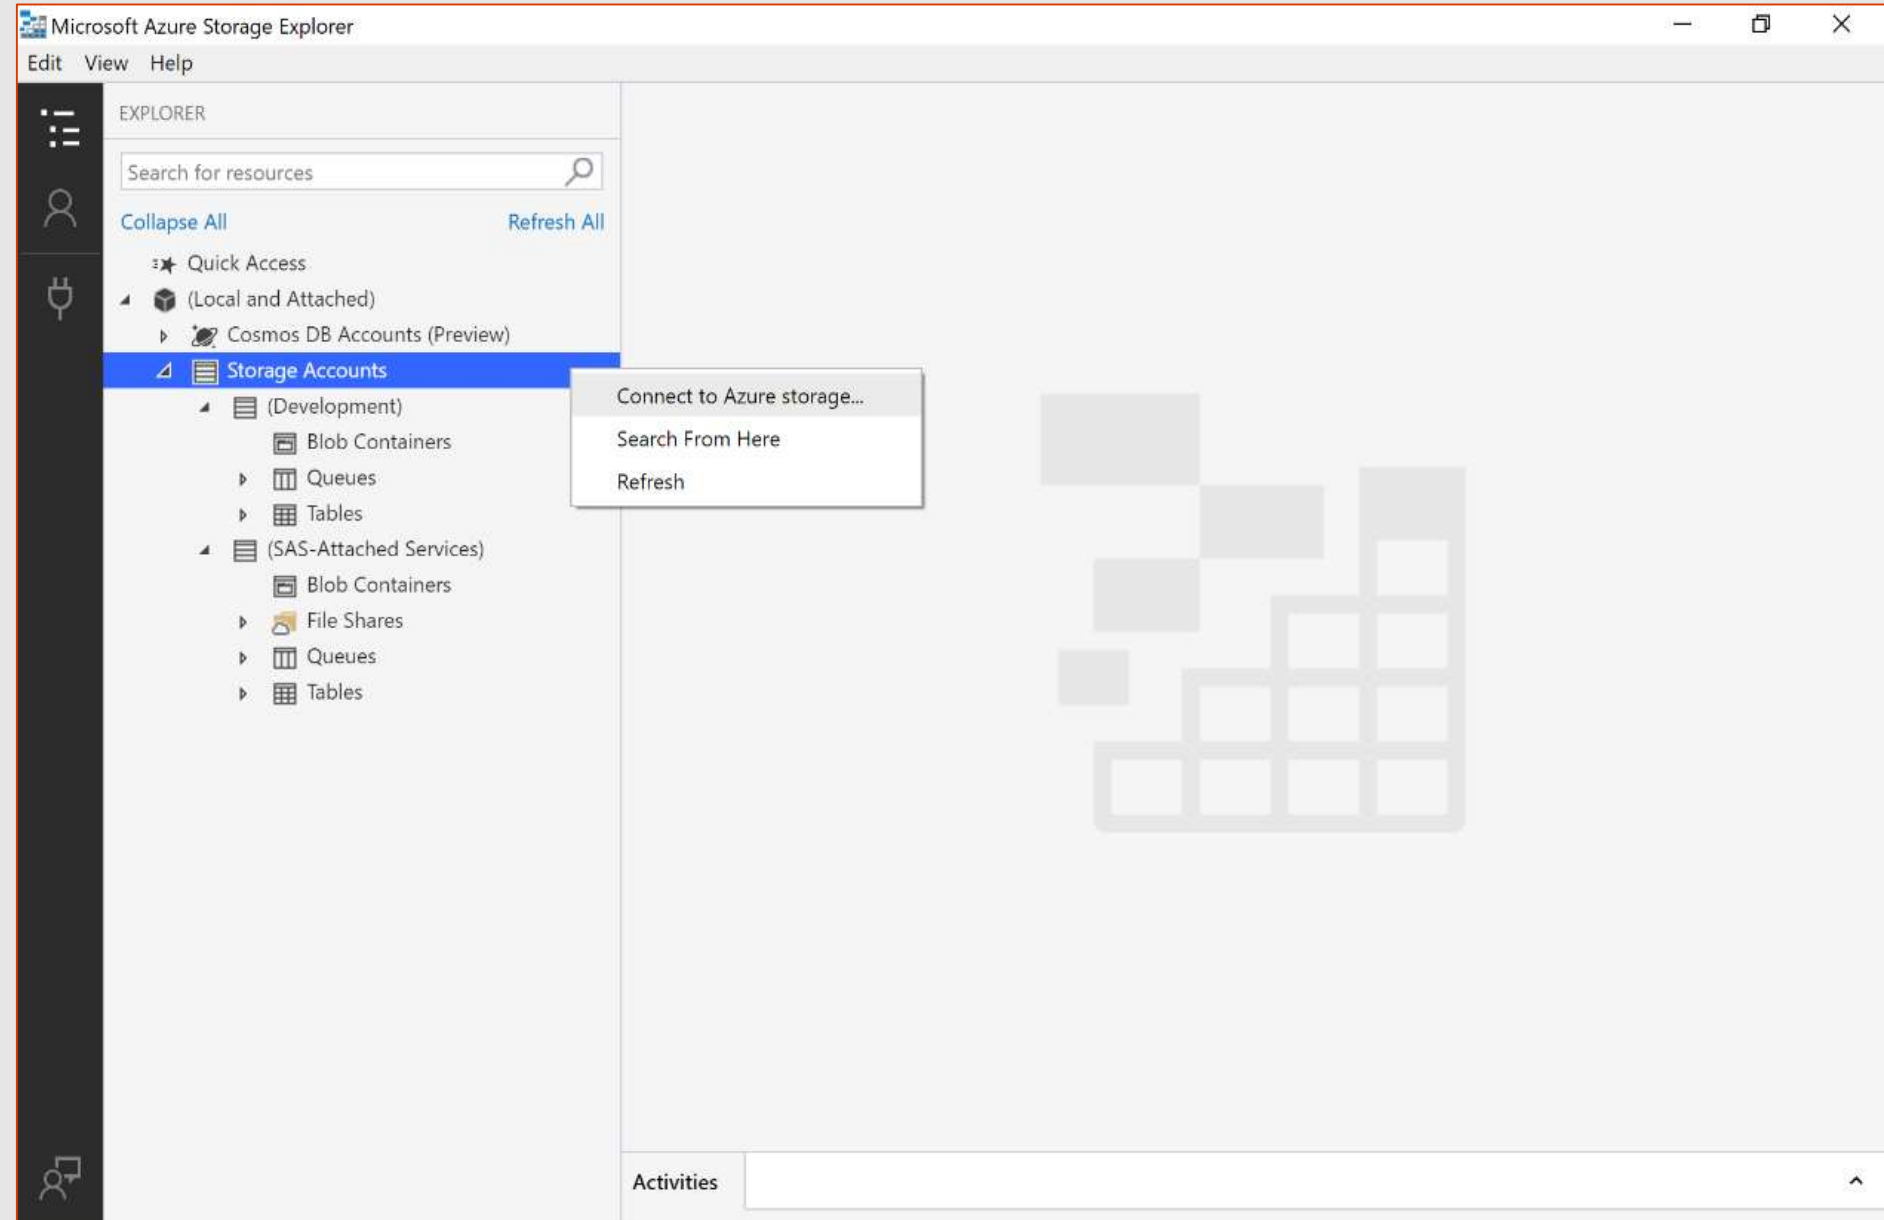 Microsoft Azure Storage Explorer
Edit View Help
EXPLORER
Search for resources
Collapse All Refresh All
Quick Access
(Local and Attached)
Cosmos DB Accounts (Preview)
Storage Accounts
Connect to Azure storage...
Search From Here
Refresh
(Development)
Blob Containers
Queues
Tables
(SAS-Attached Services)
Blob Containers
File Shares
Queues
Tables
Activities